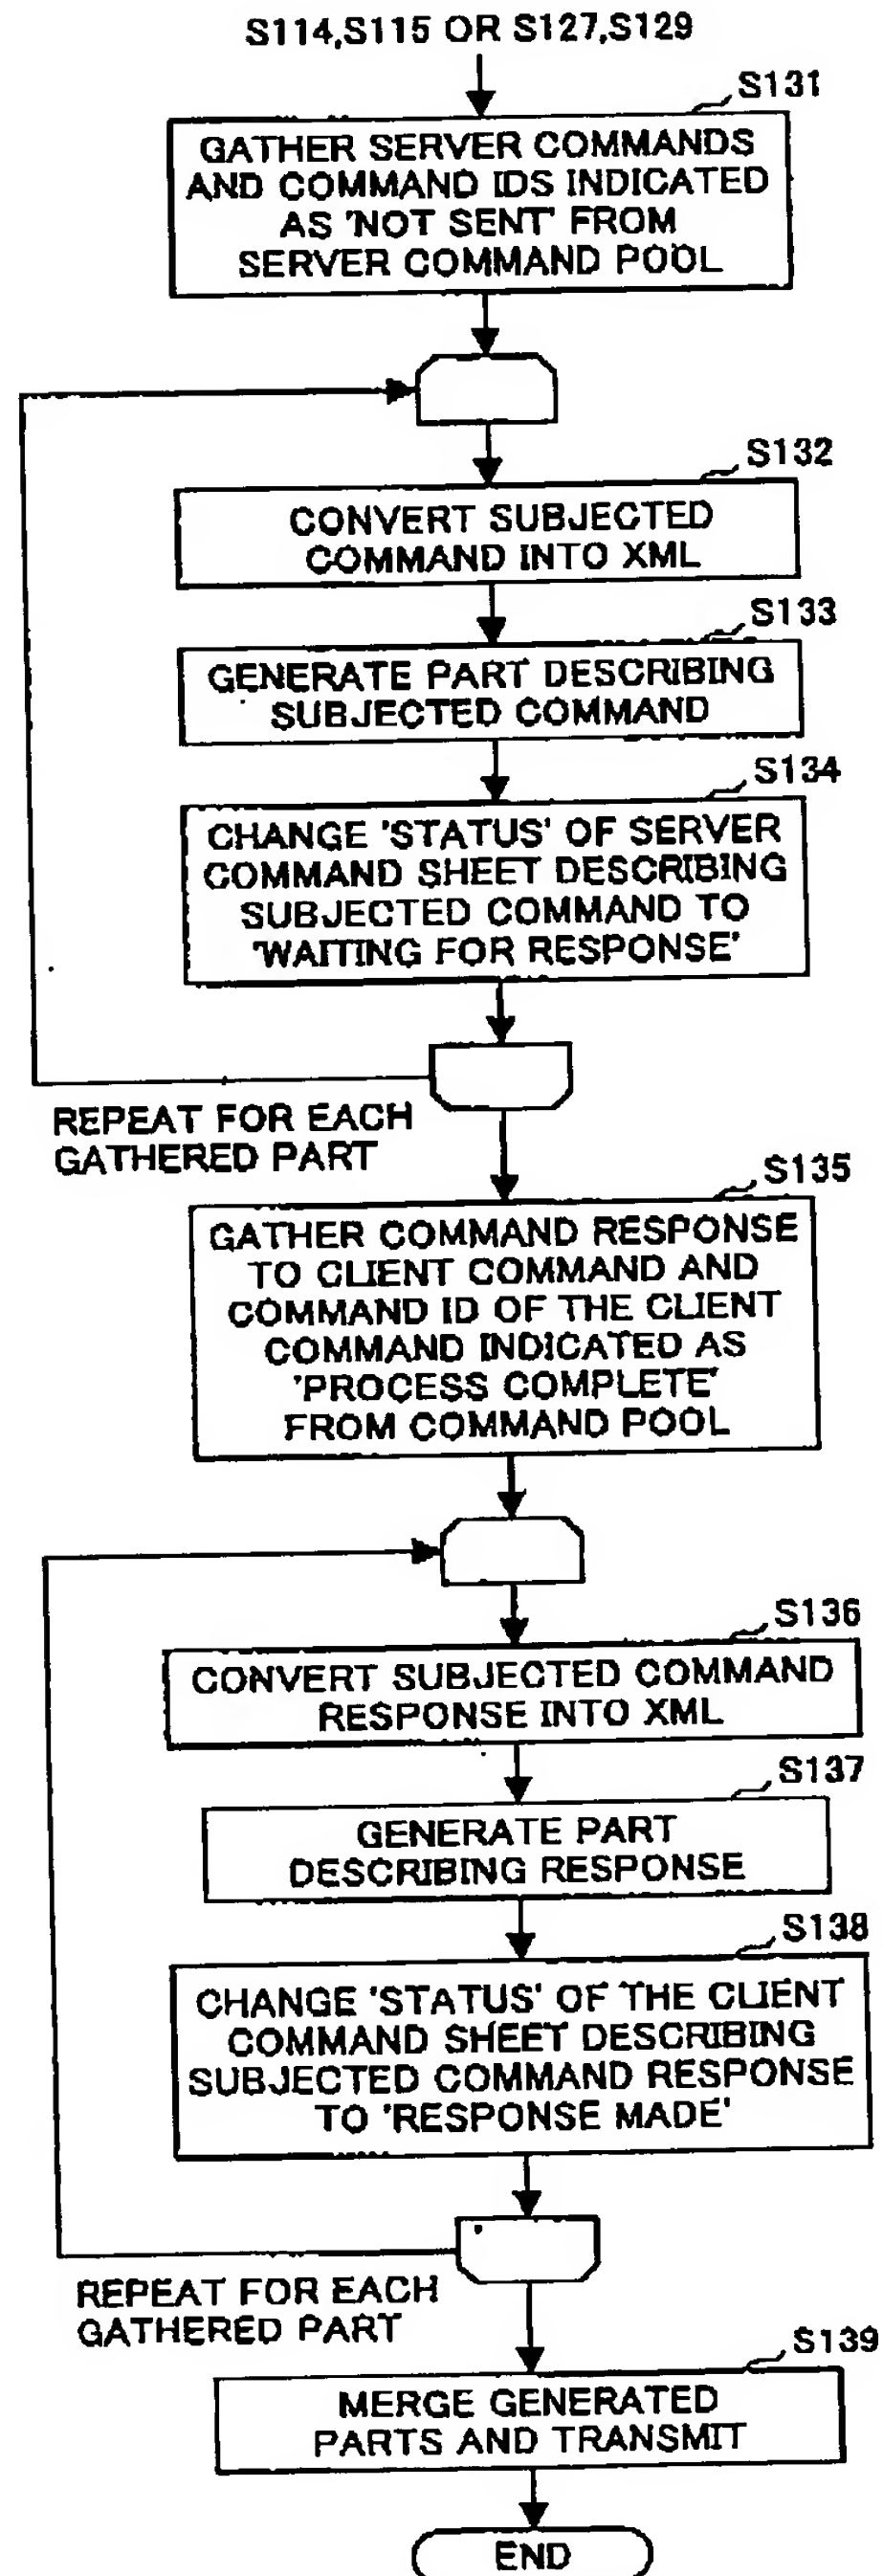 S114,S115 OR S127,S129
S131
GATHER SERVER COMMANDS
AND COMMAND IDS INDICATED
AS 'NOT SENT' FROM
SERVER COMMAND POOL
S132
CONVERT SUBJECTED
COMMAND INTO XML
S133
GENERATE PART DESCRIBING
SUBJECTED COMMAND
S134
CHANGE 'STATUS' OF SERVER
COMMAND SHEET DESCRIBING
SUBJECTED COMMAND TO
'WAITING FOR RESPONSE'
REPEAT FOR EACH
GATHERED PART
S135
GATHER COMMAND RESPONSE
TO CLIENT COMMAND AND
COMMAND ID OF THE CLIENT
COMMAND INDICATED AS
'PROCESS COMPLETE'
FROM COMMAND POOL
S136
CONVERT SUBJECTED COMMAND
RESPONSE INTO XML
S137
GENERATE PART
DESCRIBING RESPONSE
S138
CHANGE 'STATUS' OF THE CLIENT
COMMAND SHEET DESCRIBING
SUBJECTED COMMAND RESPONSE
TO 'RESPONSE MADE'
REPEAT FOR EACH
GATHERED PART
S139
MERGE GENERATED
PARTS AND TRANSMIT
END